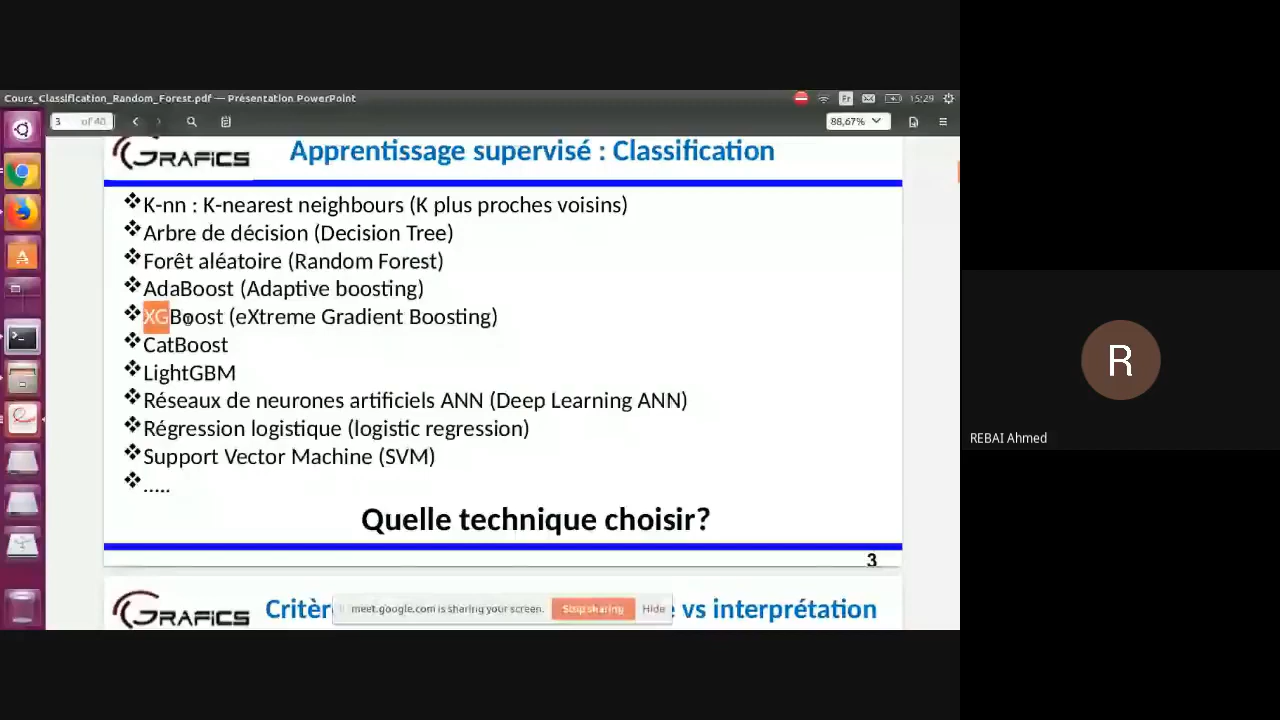 Cours_Classification_Random_Forest.pdf — Présentation PowerPoint
Fr
15:29
3 of 40
88,67%
GRAFICS
Apprentissage supervisé : Classification
K-nn : K-nearest neighbours (K plus proches voisins)
Arbre de décision (Decision Tree)
Forêt aléatoire (Random Forest)
AdaBoost (Adaptive boosting)
XGBoost (eXtreme Gradient Boosting)
CatBoost
LightGBM
Réseaux de neurones artificiels ANN (Deep Learning ANN)
Régression logistique (logistic regression)
Support Vector Machine (SVM)
.....
Quelle technique choisir?
3
GRAFICS
vs interprétation
meet.google.com is sharing your screen.
Stop sharing
Hide
R
REBAI Ahmed